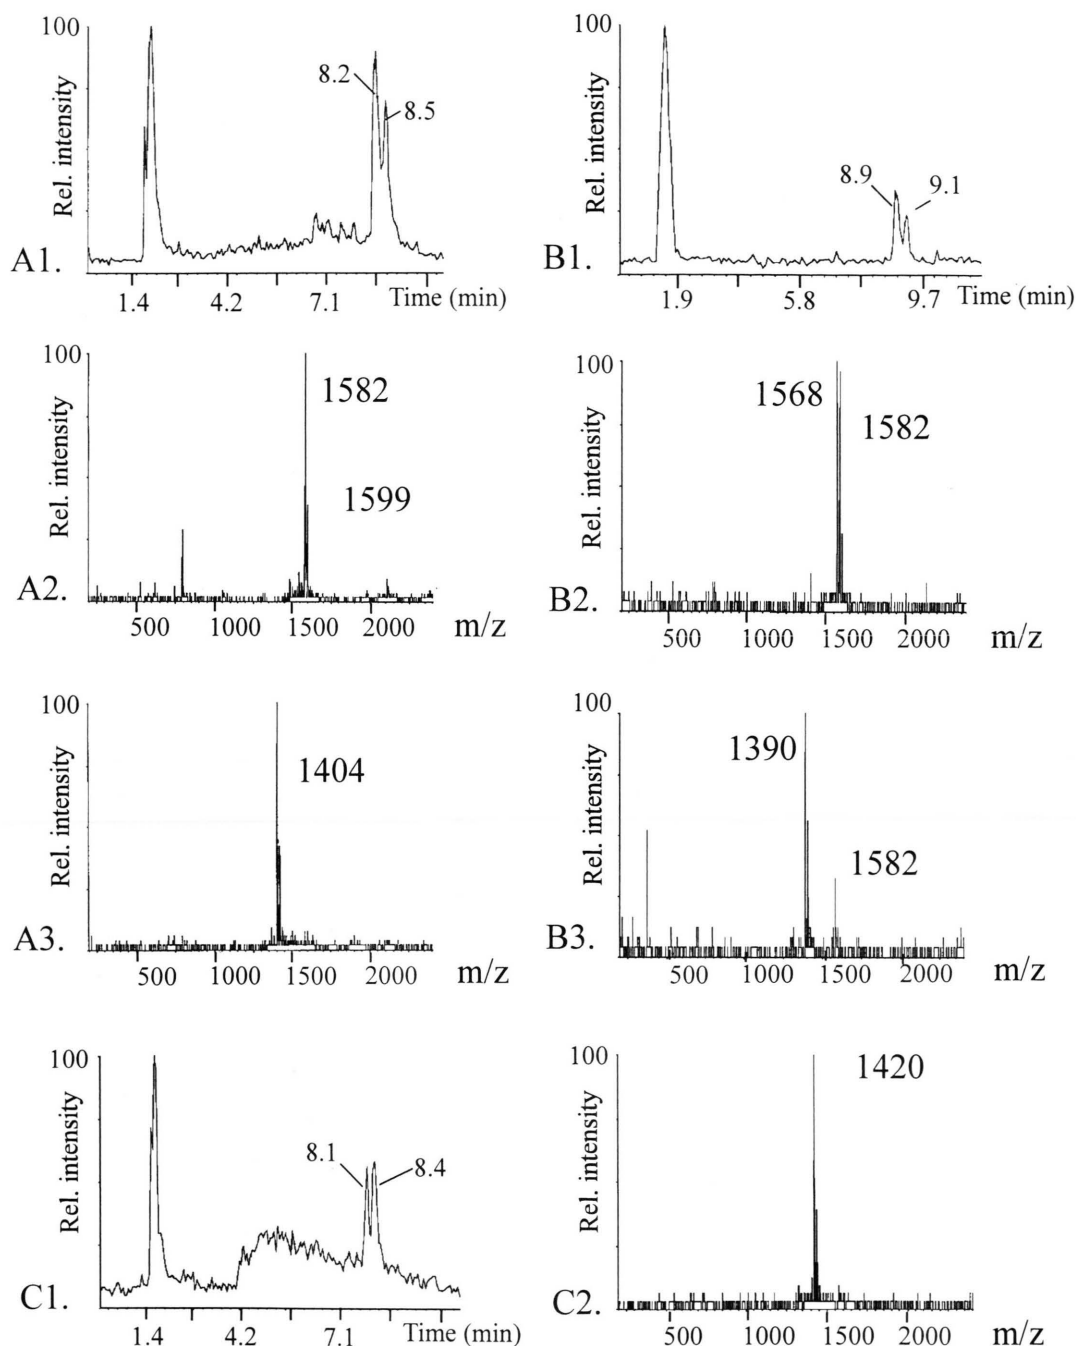 100
Rel. intensity
8.2
8.5
A1.
1.4 4.2 7.1 Time (min)
100
Rel. intensity
8.9
9.1
B1.
1.9 5.8 9.7 Time (min)
100
Rel. intensity
1582
1599
A2.
500 1000 1500 2000 m/z
100
Rel. intensity
1568
1582
B2.
500 1000 1500 2000 m/z
100
Rel. intensity
1404
A3.
500 1000 1500 2000 m/z
100
Rel. intensity
1390
1582
B3.
500 1000 1500 2000 m/z
100
Rel. intensity
8.1
8.4
C1.
1.4 4.2 7.1 Time (min)
100
Rel. intensity
1420
C2.
500 1000 1500 2000 m/z